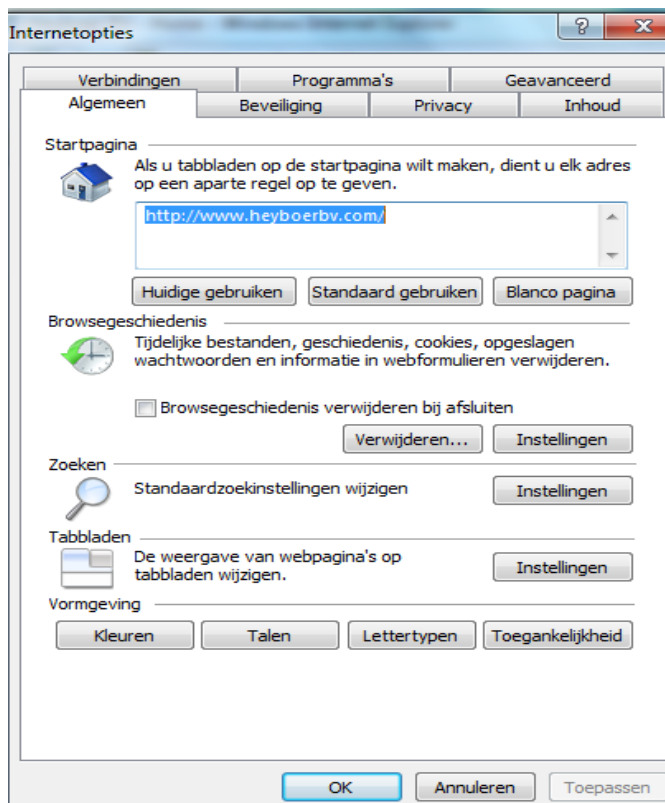 Internetopties
Verbindingen Programma's Geavanceerd
Algemeen Beveiliging Privacy Inhoud
Startpagina
Als u tabbladen op de startpagina wilt maken, dient u elk adres
op een aparte regel op te geven.
http://www.heyboerbv.com/
Huidige gebruiken Standaard gebruiken Blanco pagina
Browsegeschiedenis
Tijdelijke bestanden, geschiedenis, cookies, opgeslagen
wachtwoorden en informatie in webformulieren verwijderen.
Browsegeschiedenis verwijderen bij afsluiten
Verwijderen... Instellingen
Zoeken
Standaardzoekinstellingen wijzigen Instellingen
Tabbladen
De weergave van webpagina's op
tabbladen wijzigen.
Instellingen
Vormgeving
Kleuren Talen Lettertypen Toegankelijkheid
OK Annuleren Toepassen